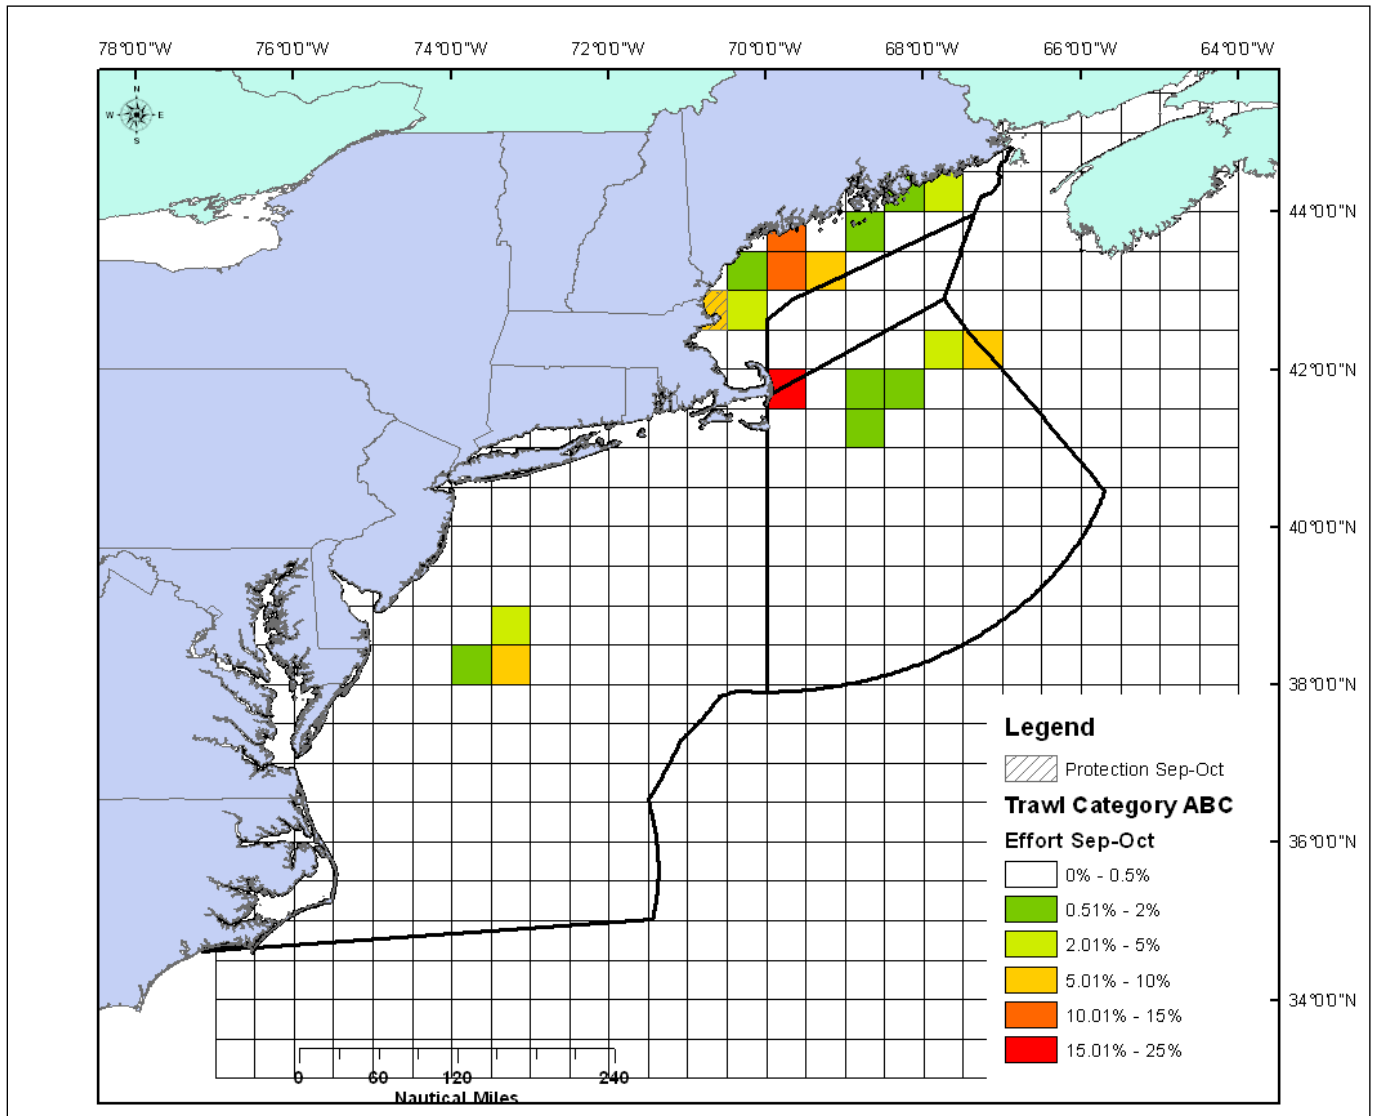 78°0'0"W 76°0'0"W 74°0'0"W 72°0'0"W 70°0'0"W 68°0'0"W 66°0'0"W 64°0'0"W
N
W E
S
44°0'0"N
42°0'0"N
40°0'0"N
38°0'0"N
36°0'0"N
34°0'0"N
Legend
Protection Sep-Oct
Trawl Category ABC
Effort Sep-Oct
0% - 0.5%
0.51% - 2%
2.01% - 5%
5.01% - 10%
10.01% - 15%
15.01% - 25%
0 60 120 240
Nautical Miles